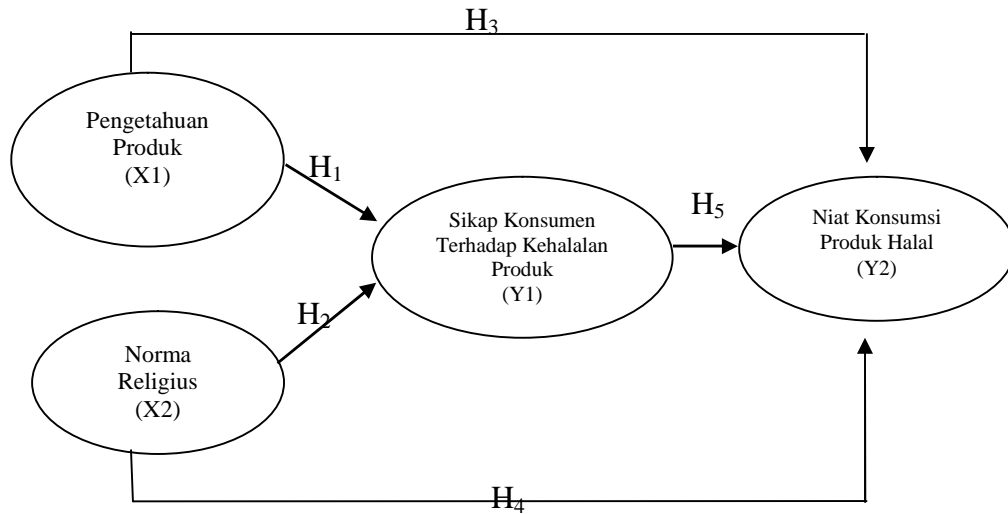 H₃
Pengetahuan
Produk
(X1)
H₁
Sikap Konsumen
Terhadap Kehalalan
Produk
(Y1)
H₅
Niat Konsumsi
Produk Halal
(Y2)
H₂
Norma
Religius
(X2)
H₄